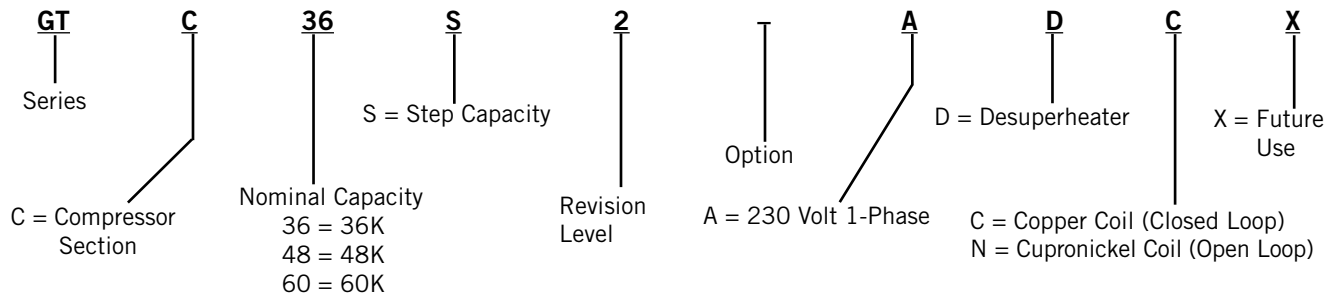 GT C 36 S 2 - A D C X
Series
S = Step Capacity
D = Desuperheater
X = Future
Use
Option
C = Compressor
Section
Nominal Capacity
36 = 36K
48 = 48K
60 = 60K
Revision
Level
A = 230 Volt 1-Phase
C = Copper Coil (Closed Loop)
N = Cupronickel Coil (Open Loop)